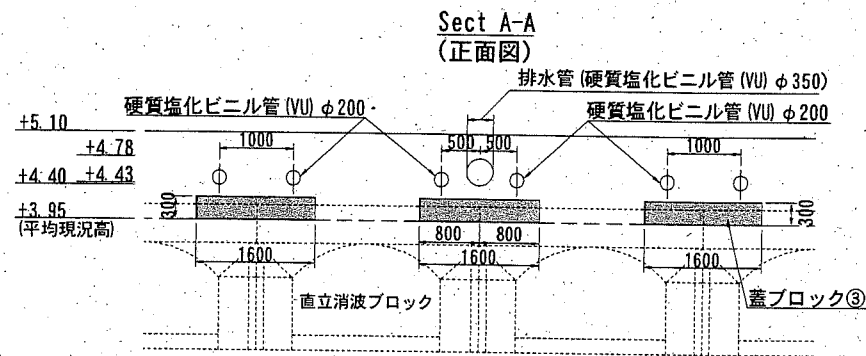 Sect A-A
(正面図)
排水管 (硬質塩化ビニル管 (VU) φ350)
硬質塩化ビニル管 (VU) φ200
硬質塩化ビニル管 (VU) φ200
+5.10
+4.78
+4.40 +4.43
+3.95
(平均現況高)
1000
500 500
1000
300
300
800 800
1600
1600
1600
直立消波ブロック
蓋ブロック③